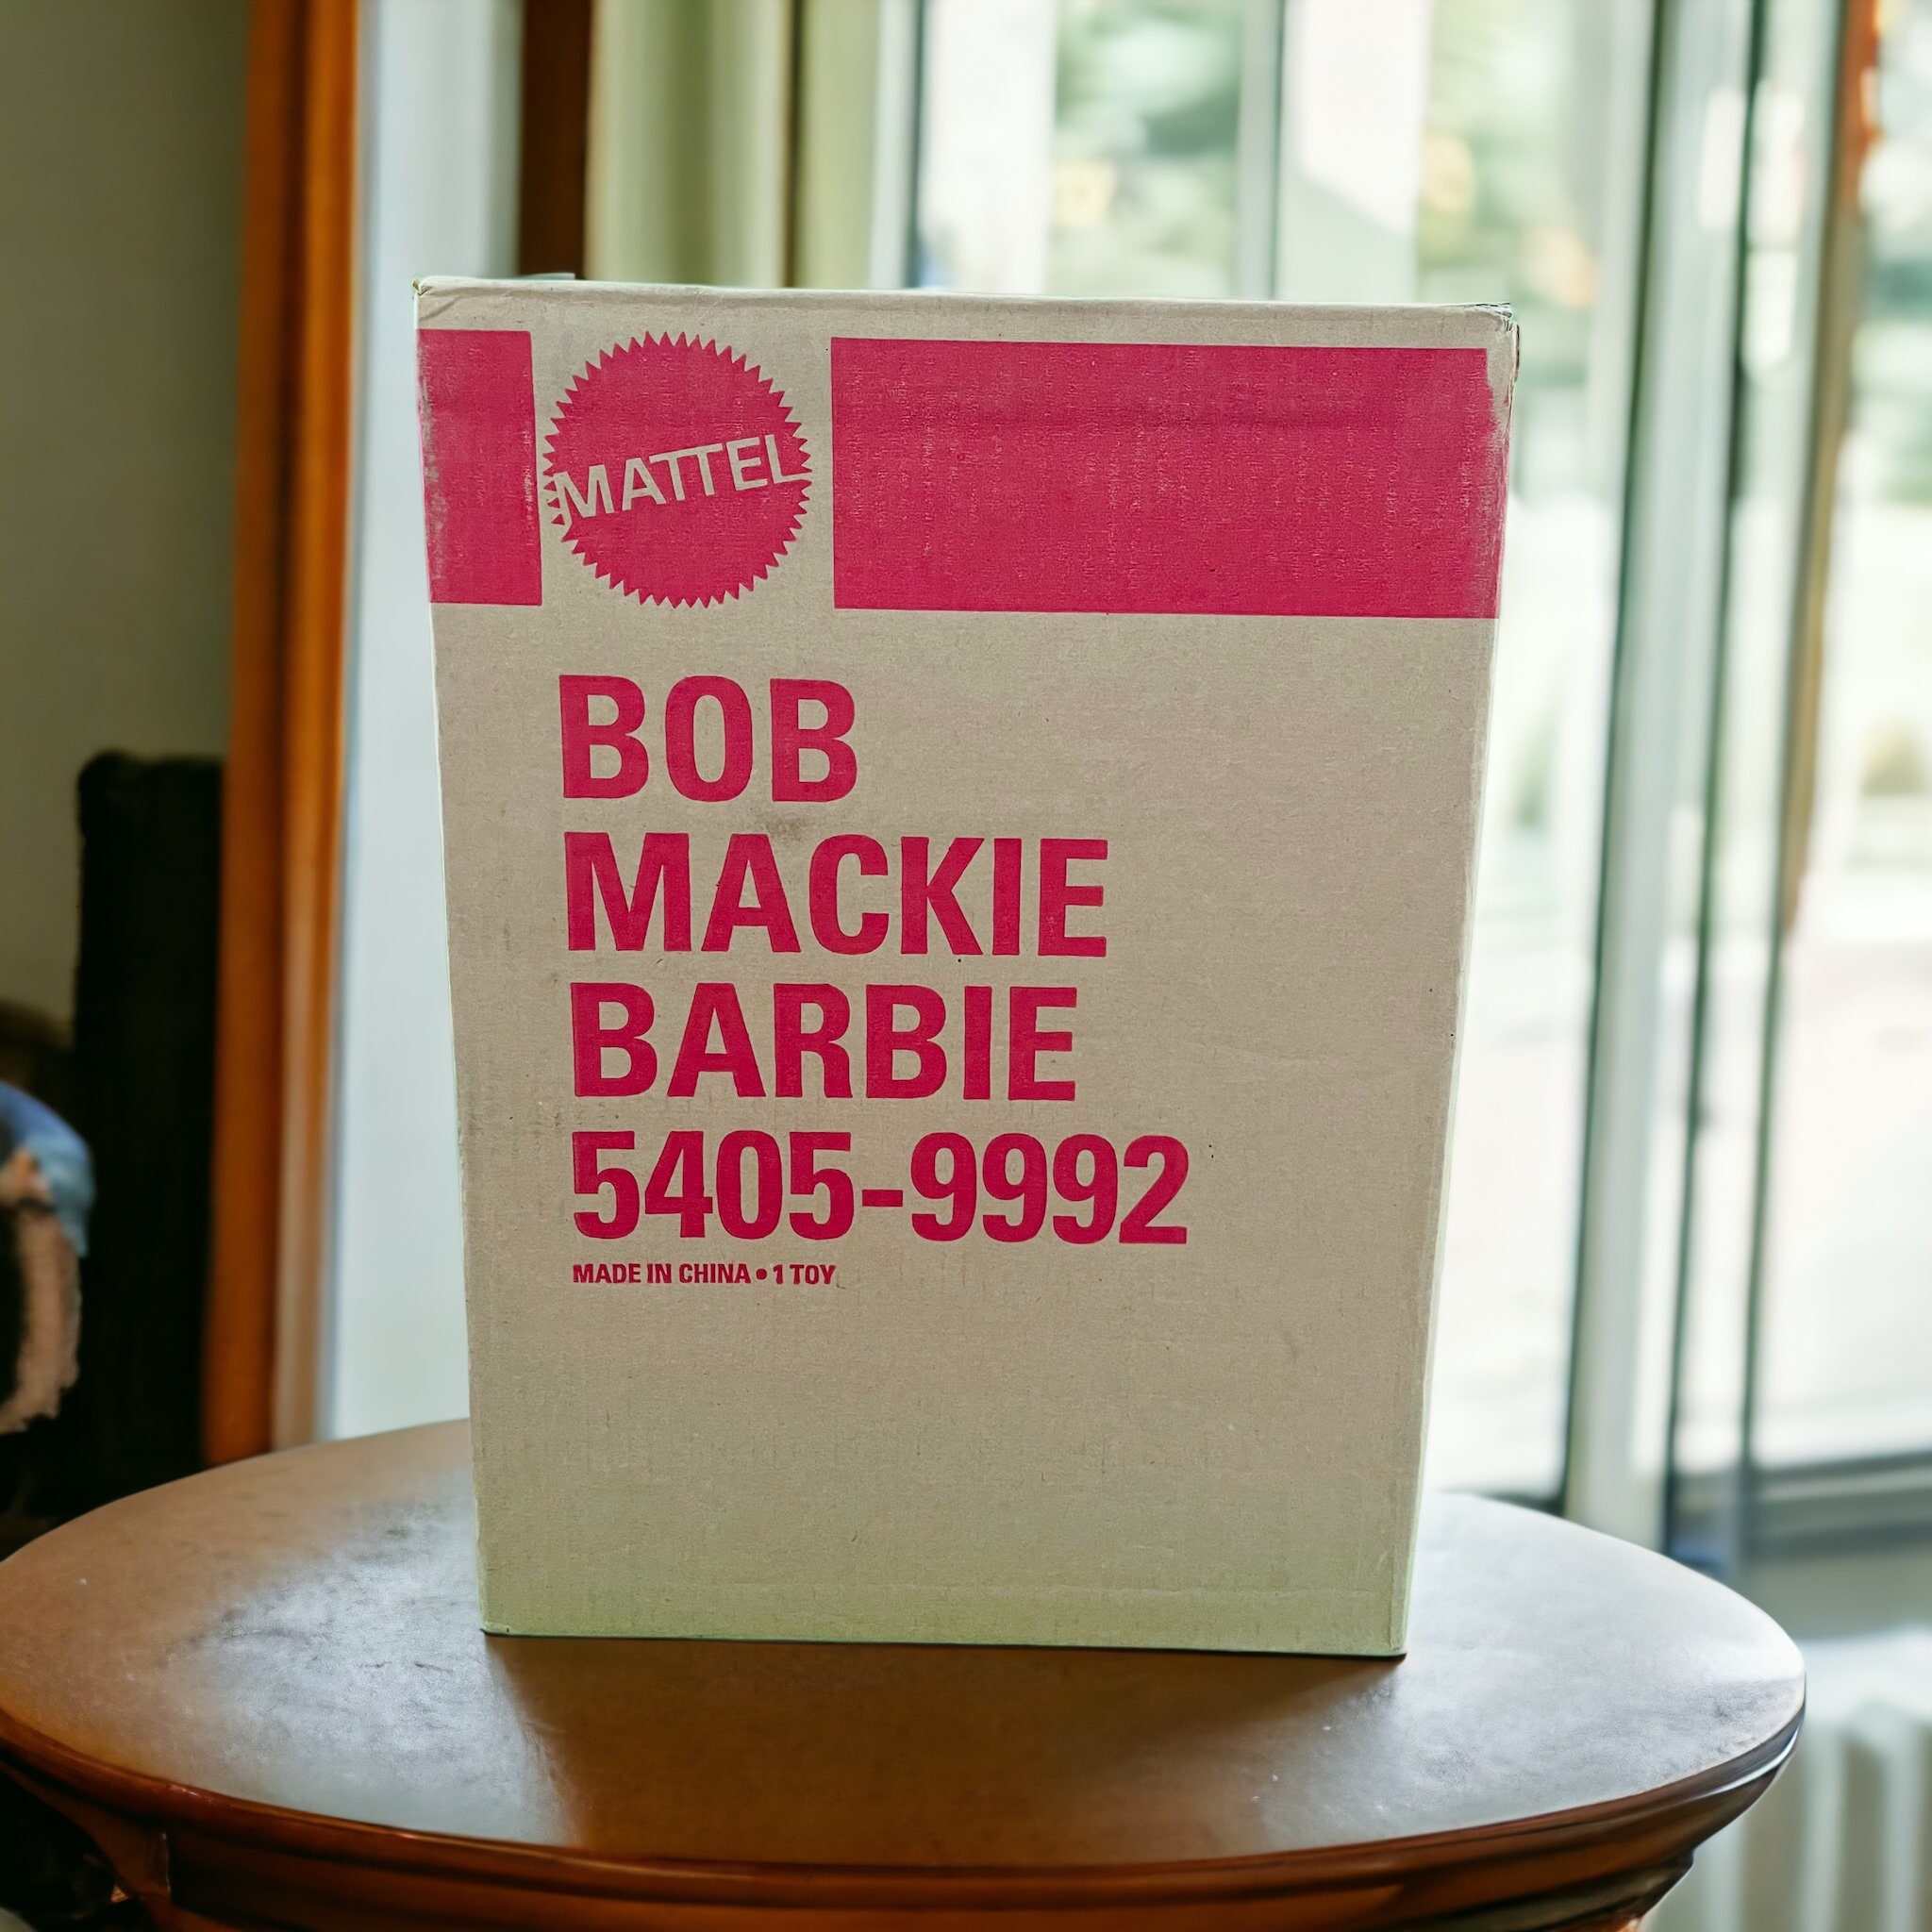 MATTEL
BOB
MACKIE
BARBIE
5405-9992
MADE IN CHINA • 1 TOY